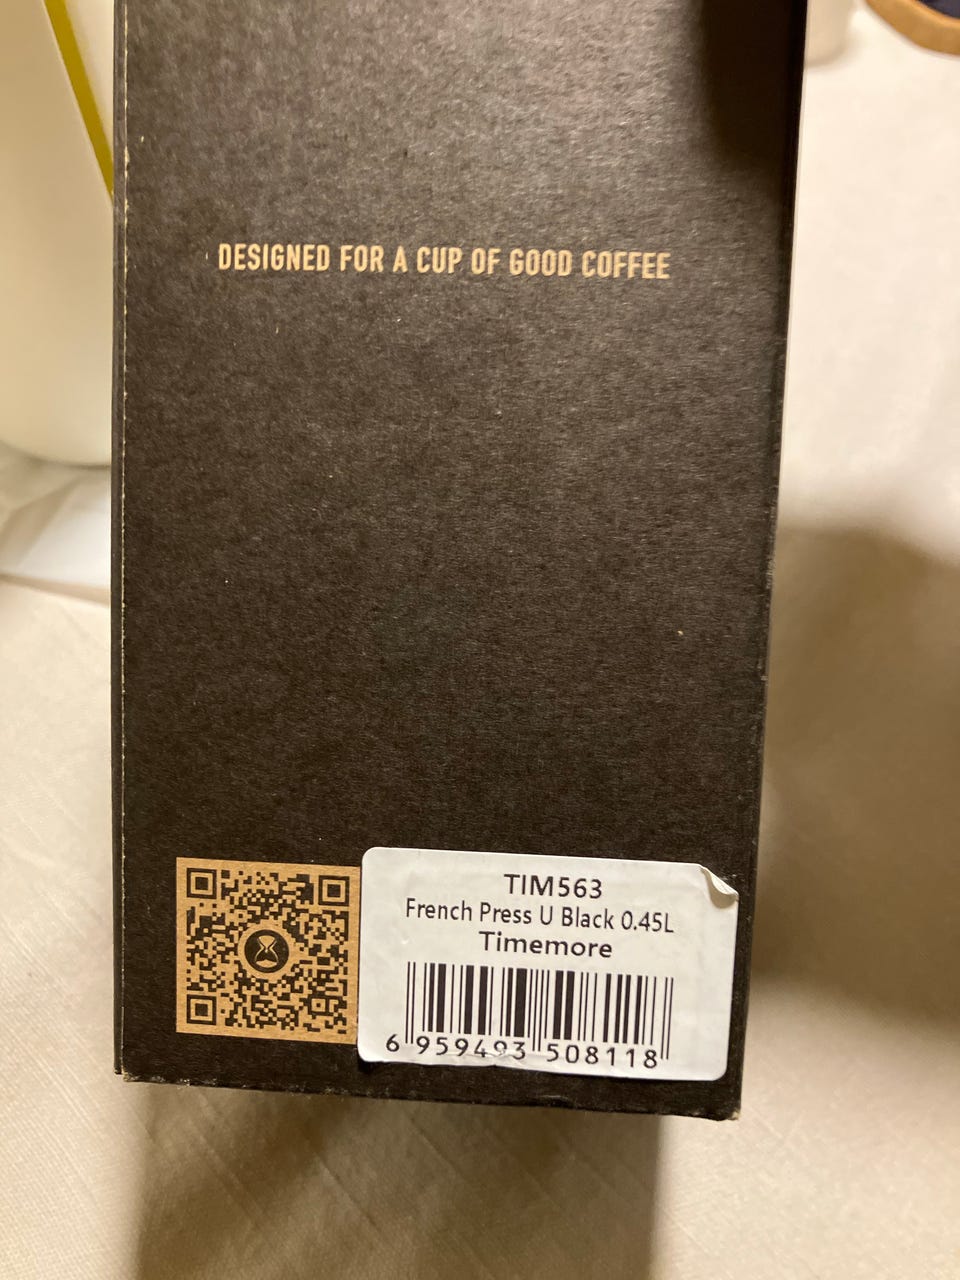 DESIGNED FOR A CUP OF GOOD COFFEE
TIM563
French Press U Black 0.45L
Timemore
6 959493 508118